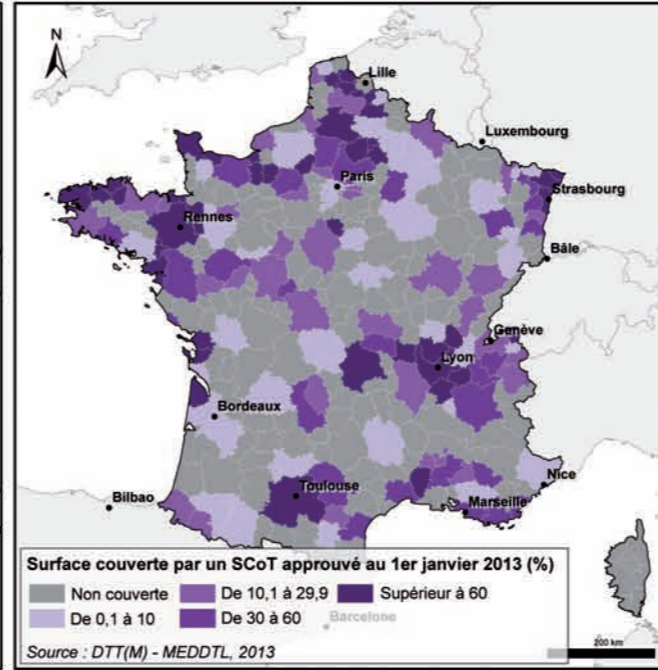 N
Lille
Luxembourg
Paris
Strasbourg
Rennes
Bâle
Genève
Lyon
Bordeaux
Nice
Toulouse
Marseille
Bilbao
Surface couverte par un SCoT approuvé au 1er janvier 2013 (%)
Non couverte De 10,1 à 29,9 Supérieur à 60
De 0,1 à 10 De 30 à 60
Barcelone
Source : DTT(M) - MEDDTL, 2013
200 km